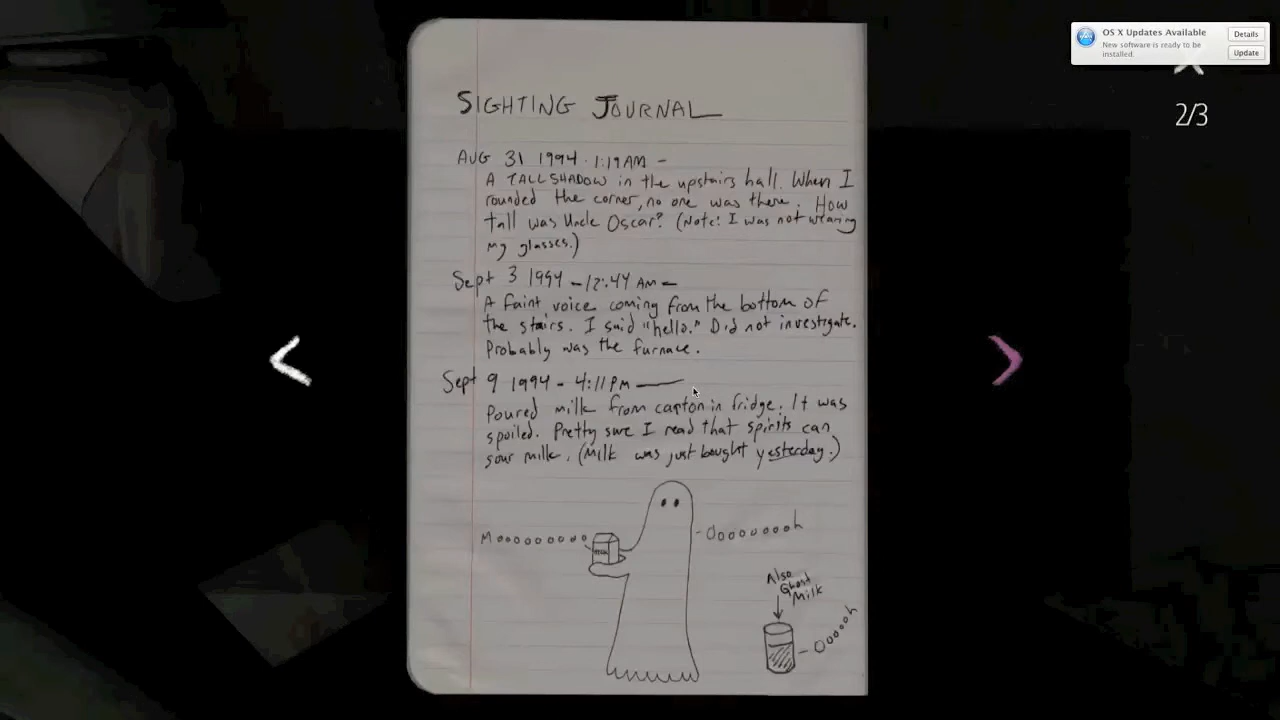 OS X Updates Available
New software is ready to be
installed.
Details
Update
2/3
SIGHTING JOURNAL
AUG 31 1994 · 1:19 AM –
A TALL SHADOW in the upstairs hall. When I
rounded the corner, no one was there. How
tall was Uncle Oscar? (Note: I was not wearing
my glasses.)
Sept 3 1994 – 12:44 AM –
A faint voice coming from the bottom of
the stairs. I said "hello." Did not investigate.
Probably was the furnace.
Sept 9 1994 – 4:11 PM —
Poured milk from carton in fridge. It was
spoiled. Pretty sure I read that spirits can
sour milk. (Milk was just bought yesterday.)
Mooooooooo
MILK
Oooooooh
Also
Ghost
Milk
Ooooooh